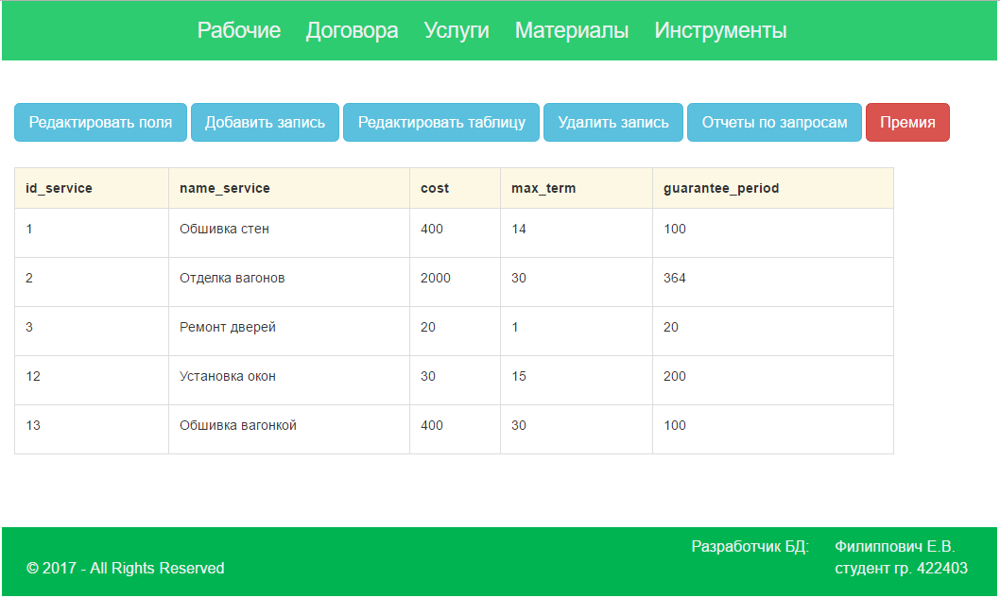 Рабочие Договора Услуги Материалы Инструменты
Редактировать поля Добавить запись Редактировать таблицу Удалить запись Отчеты по запросам Премия
id_service name_service cost max_term guarantee_period
1 Обшивка стен 400 14 100
2 Отделка вагонов 2000 30 364
3 Ремонт дверей 20 1 20
12 Установка окон 30 15 200
13 Обшивка вагонкой 400 30 100
Разработчик БД: Филиппович Е.В.
© 2017 - All Rights Reserved студент гр. 422403